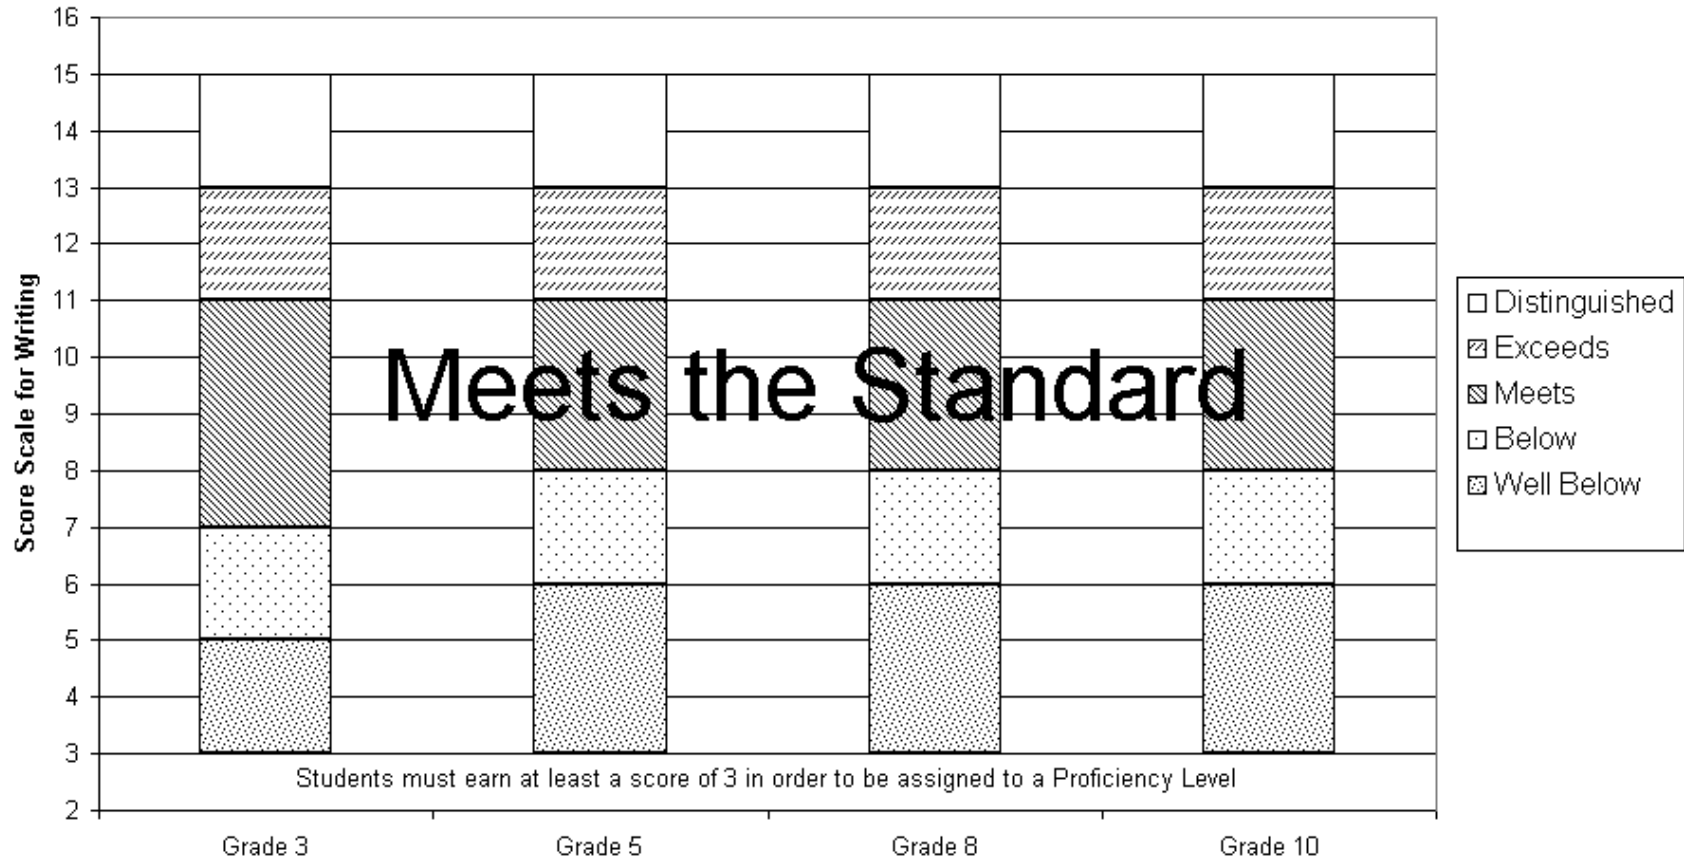 Score Scale for Writing
16
15
14
13
12
11
10
9
8
7
6
5
4
3
2
Meets the Standard
Students must earn at least a score of 3 in order to be assigned to a Proficiency Level
Grade 3
Grade 5
Grade 8
Grade 10
Distinguished
Exceeds
Meets
Below
Well Below